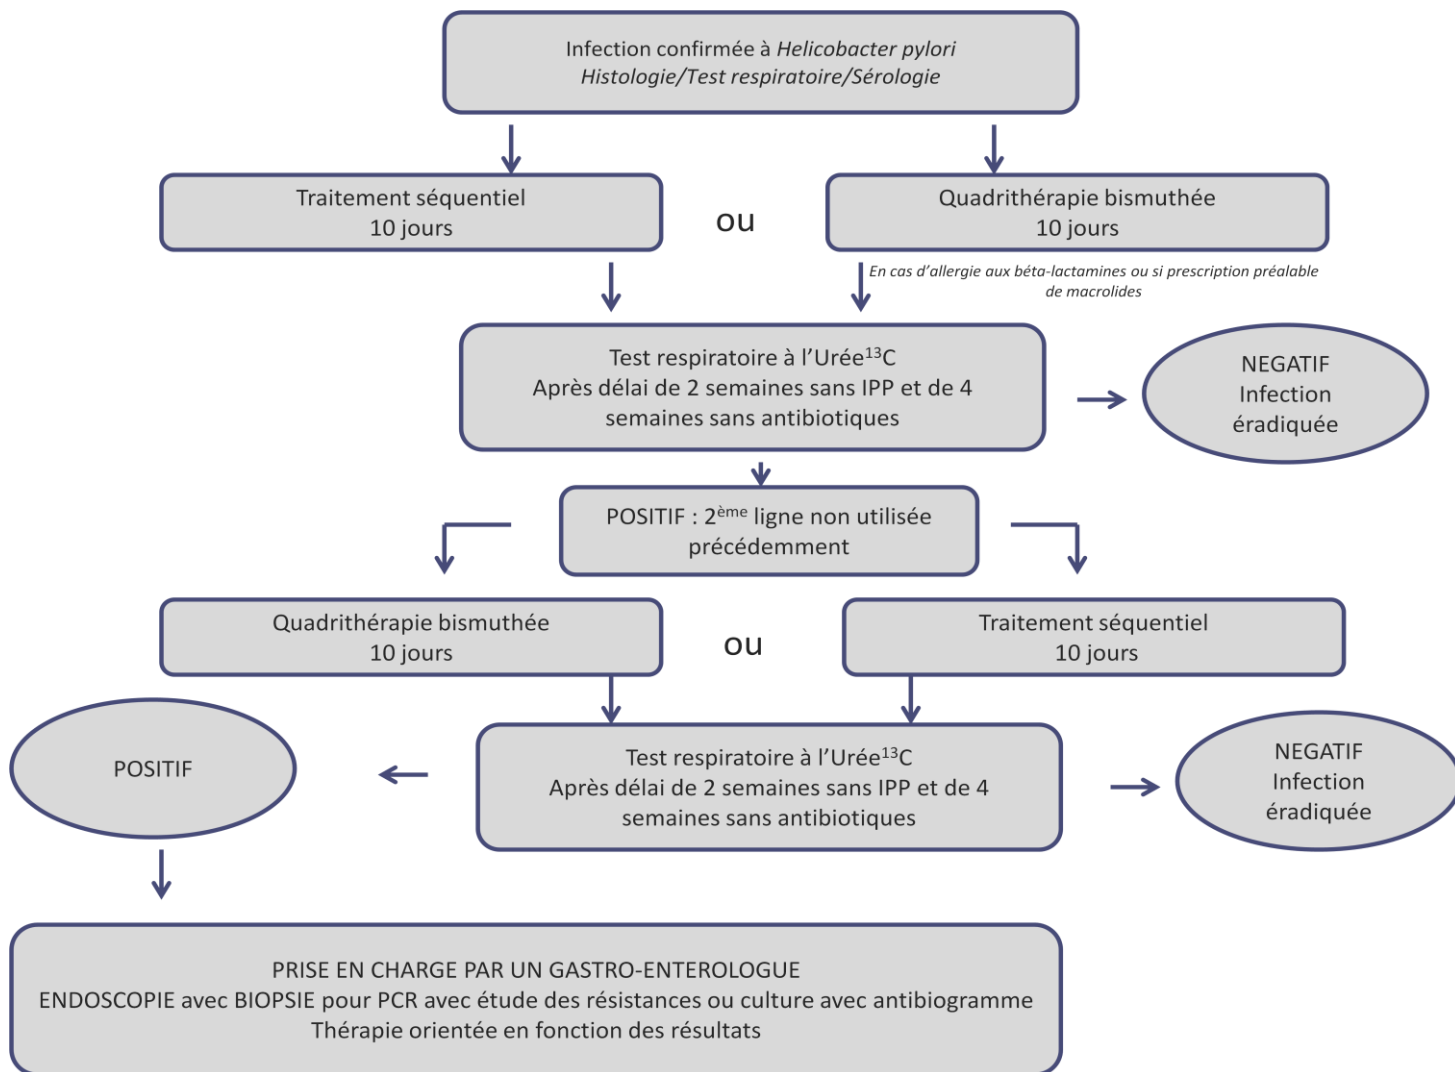 Infection confirmée à Helicobacter pylori
Histologie/Test respiratoire/Sérologie
Traitement séquentiel
10 jours
ou
Quadrithérapie bismuthée
10 jours
En cas d’allergie aux béta-lactamines ou si prescription préalable
de macrolides
Test respiratoire à l’Urée¹³C
Après délai de 2 semaines sans IPP et de 4
semaines sans antibiotiques
NEGATIF
Infection
éradiquée
POSITIF : 2ème ligne non utilisée
précédemment
Quadrithérapie bismuthée
10 jours
ou
Traitement séquentiel
10 jours
POSITIF
Test respiratoire à l’Urée¹³C
Après délai de 2 semaines sans IPP et de 4
semaines sans antibiotiques
NEGATIF
Infection
éradiquée
PRISE EN CHARGE PAR UN GASTRO-ENTEROLOGUE
ENDOSCOPIE avec BIOPSIE pour PCR avec étude des résistances ou culture avec antibiogramme
Thérapie orientée en fonction des résultats